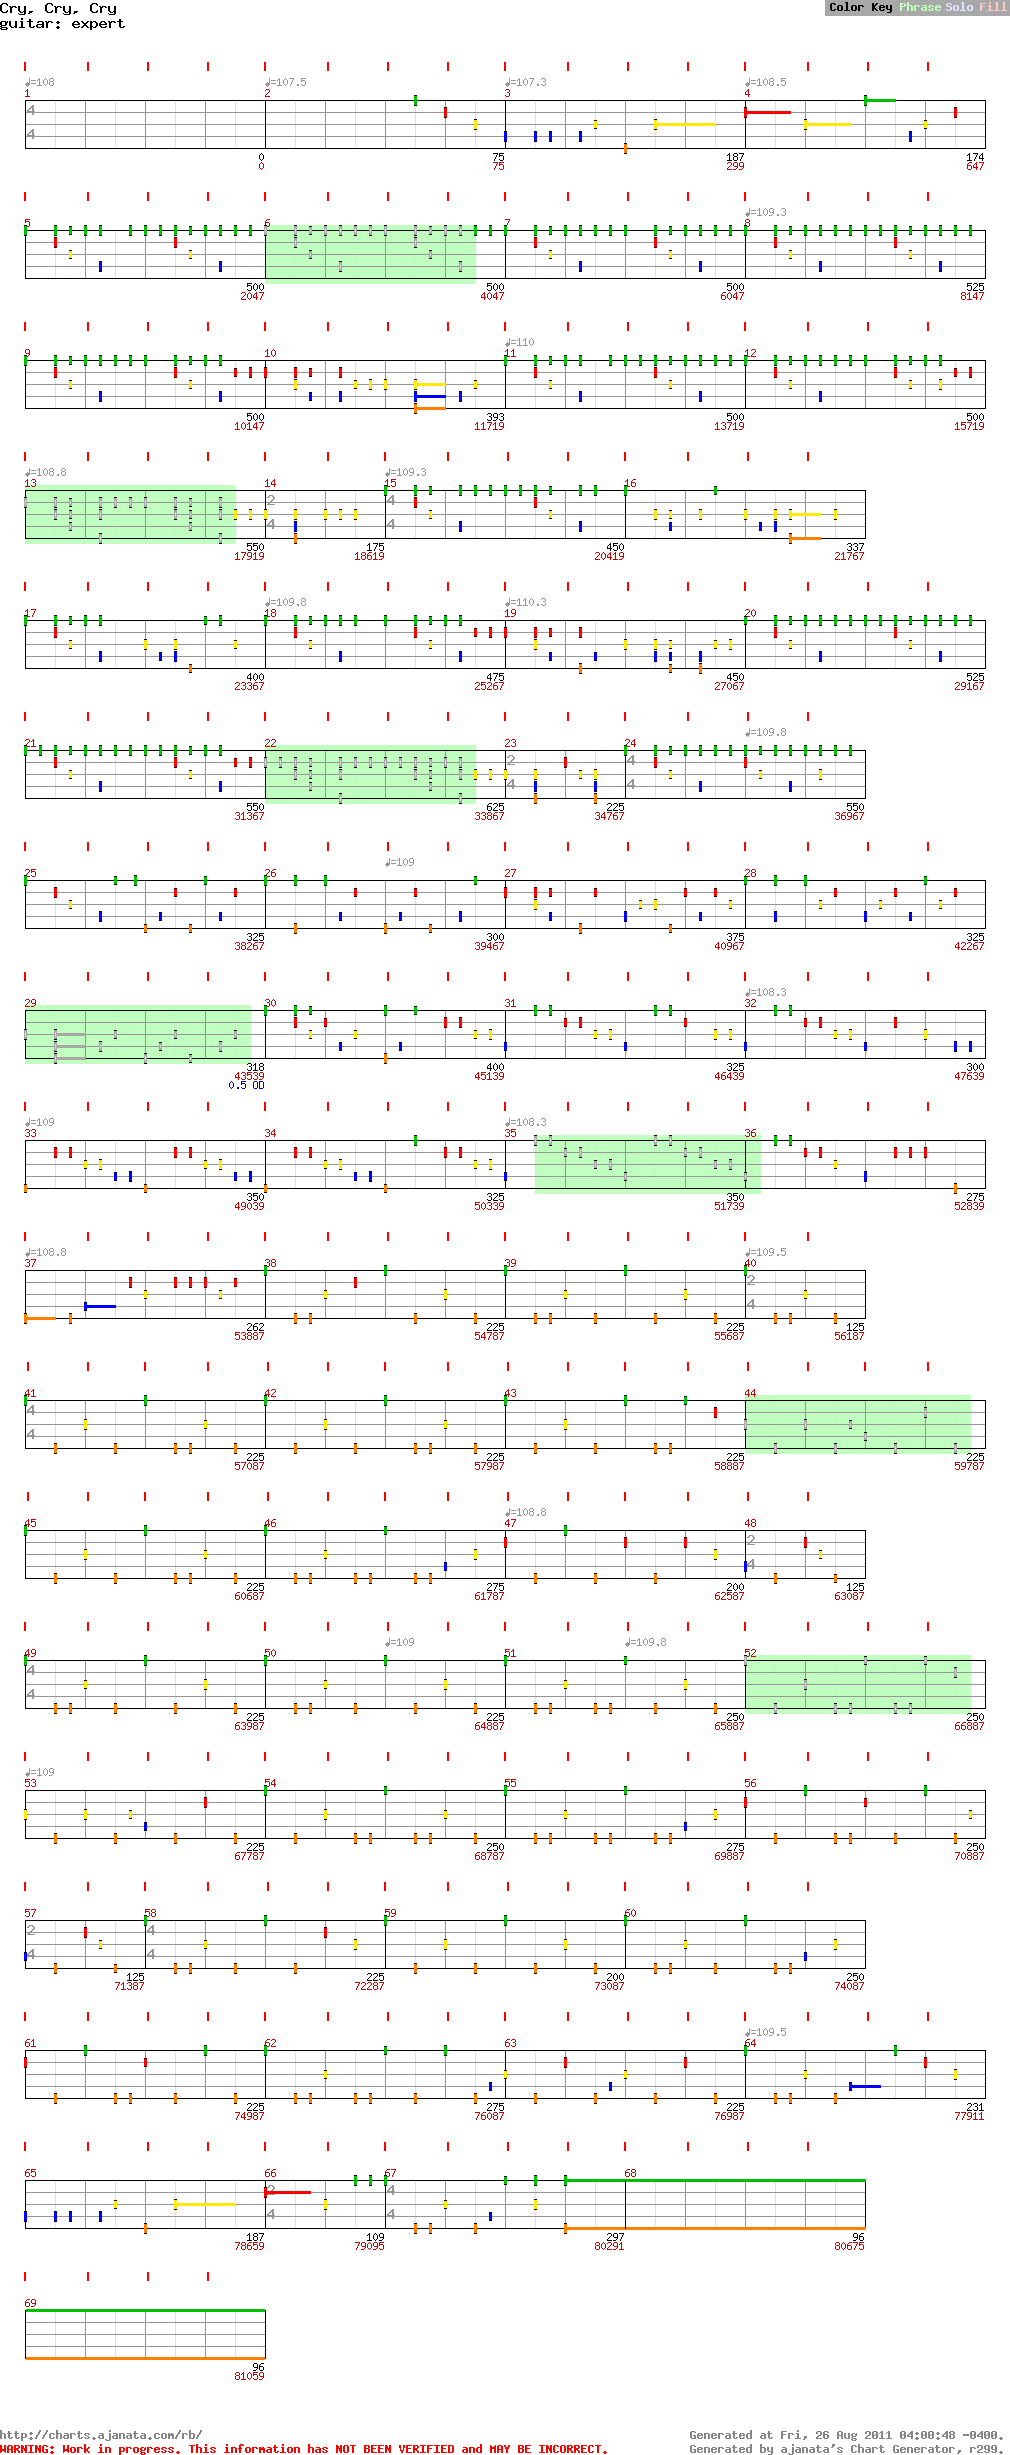 Cry, Cry, Cry
guitar: expert
Color Key Phrase Solo Fill
♩=108 ♩=107.5 ♩=107.3 ♩=108.5
1 2 3 4
4
4
0 75 187 174
0 75 299 647
♩=109.3
5 6 7 8
500 500 500 525
2047 4047 6047 8147
♩=110
9 10 11 12
500 393 500 500
10147 11719 13719 15719
♩=108.8 ♩=109.3
13 14 15 16
2 4
4 4
550 175 450 337
17919 18619 20419 21767
♩=109.8 ♩=110.3
17 18 19 20
400 475 450 525
23367 25267 27067 29167
♩=109.8
21 22 23 24
2 4
4 4
550 625 225 550
31367 33867 34767 36967
♩=109
25 26 27 28
325 300 375 325
38267 39467 40967 42267
♩=108.3
29 30 31 32
318 400 325 300
43539 45139 46439 47639
0.5 OD
♩=109 ♩=108.3
33 34 35 36
350 325 350 275
49039 50339 51739 52839
♩=108.8 ♩=109.5
37 38 39 40
2
4
262 225 225 125
53887 54787 55687 56187
41 42 43 44
4
4
225 225 225 225
57087 57987 58887 59787
♩=108.8
45 46 47 48
2
4
225 275 200 125
60687 61787 62587 63087
♩=109 ♩=109.8
49 50 51 52
4
4
225 225 250 250
63987 64887 65887 66887
♩=109
53 54 55 56
225 250 275 250
67787 68787 69887 70887
57 58 59 60
2 4
4 4
125 225 200 250
71387 72287 73087 74087
♩=109.5
61 62 63 64
225 275 225 231
74987 76087 76987 77911
65 66 67 68
2 4
4 4
187 109 297 96
78659 79095 80291 80675
69
96
81059
http://charts.ajanata.com/rb/
Generated at Fri, 26 Aug 2011 04:00:48 -0400.
WARNING: Work in progress. This information has NOT BEEN VERIFIED and MAY BE INCORRECT.
Generated by ajanata's Chart Generator, r299.